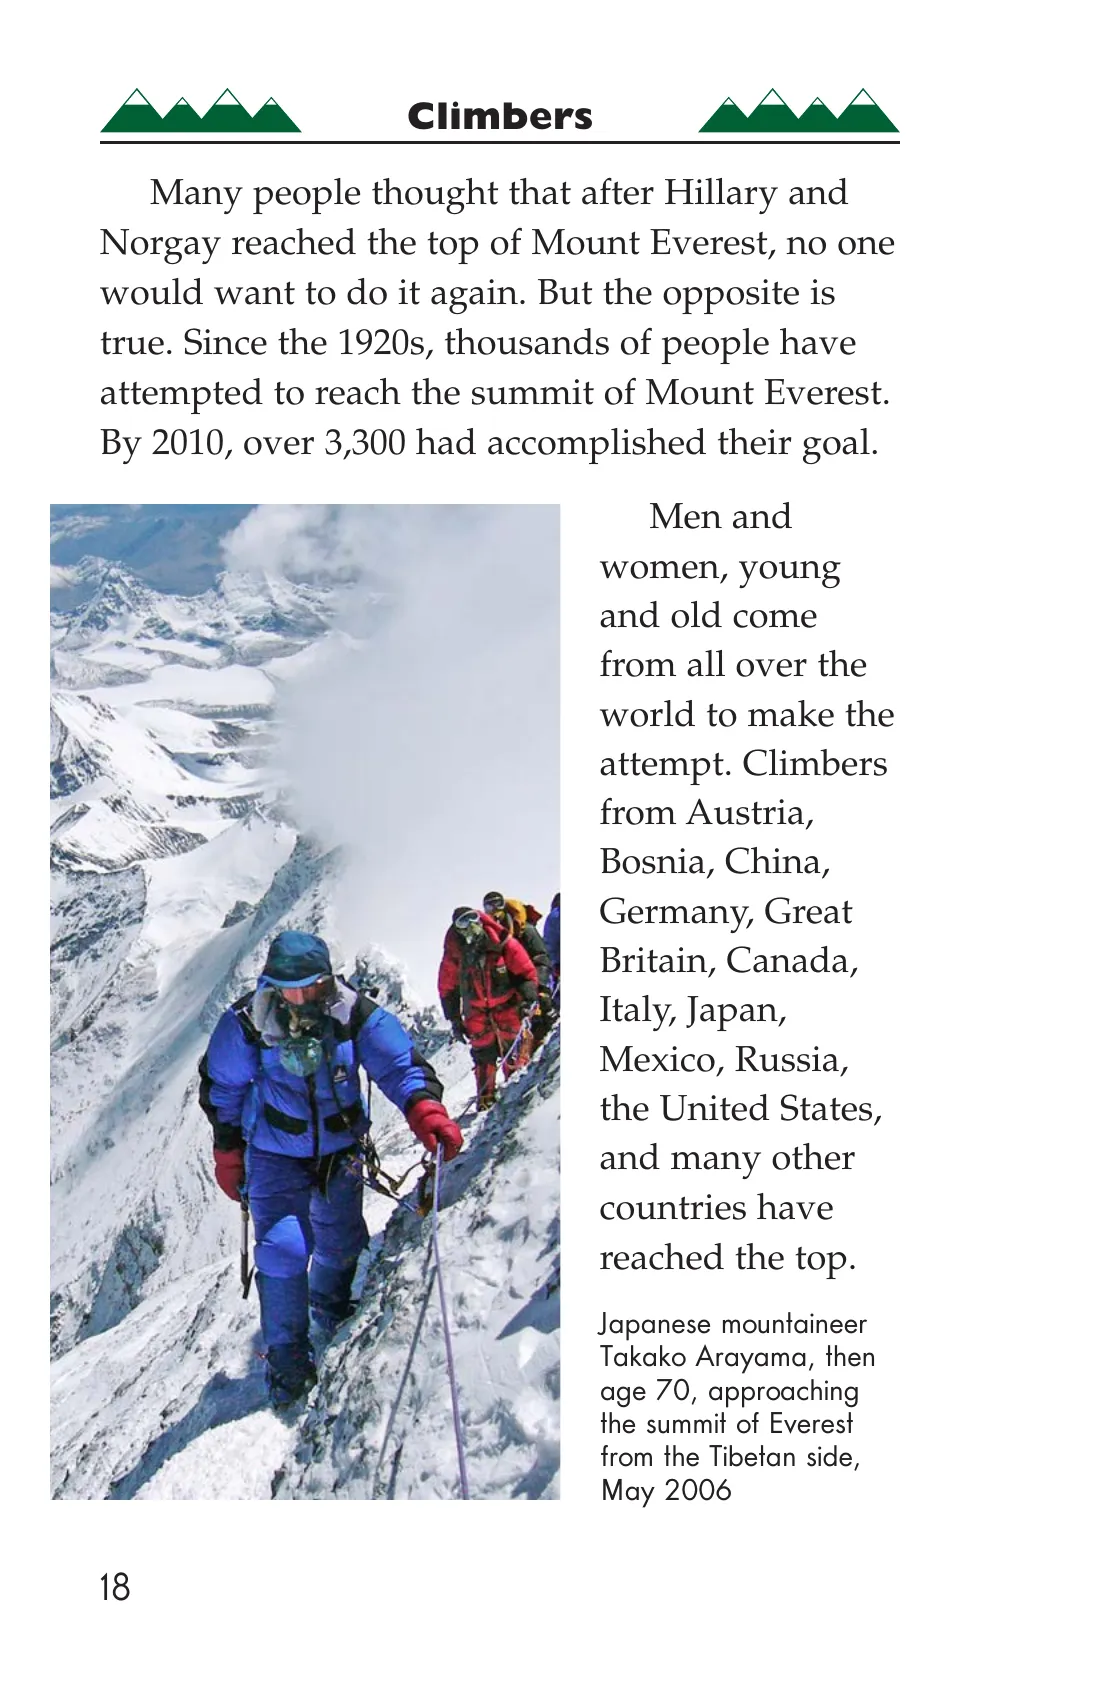 Climbers
Many people thought that after Hillary and
Norgay reached the top of Mount Everest, no one
would want to do it again. But the opposite is
true. Since the 1920s, thousands of people have
attempted to reach the summit of Mount Everest.
By 2010, over 3,300 had accomplished their goal.
Men and
women, young
and old come
from all over the
world to make the
attempt. Climbers
from Austria,
Bosnia, China,
Germany, Great
Britain, Canada,
Italy, Japan,
Mexico, Russia,
the United States,
and many other
countries have
reached the top.
Japanese mountaineer
Takako Arayama, then
age 70, approaching
the summit of Everest
from the Tibetan side,
May 2006
18